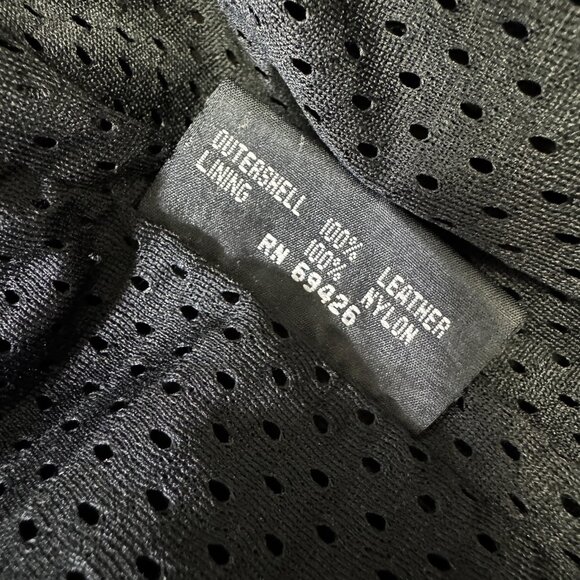 OUTERSHELL 100% LEATHER
LINING 100% NYLON
RN 69426